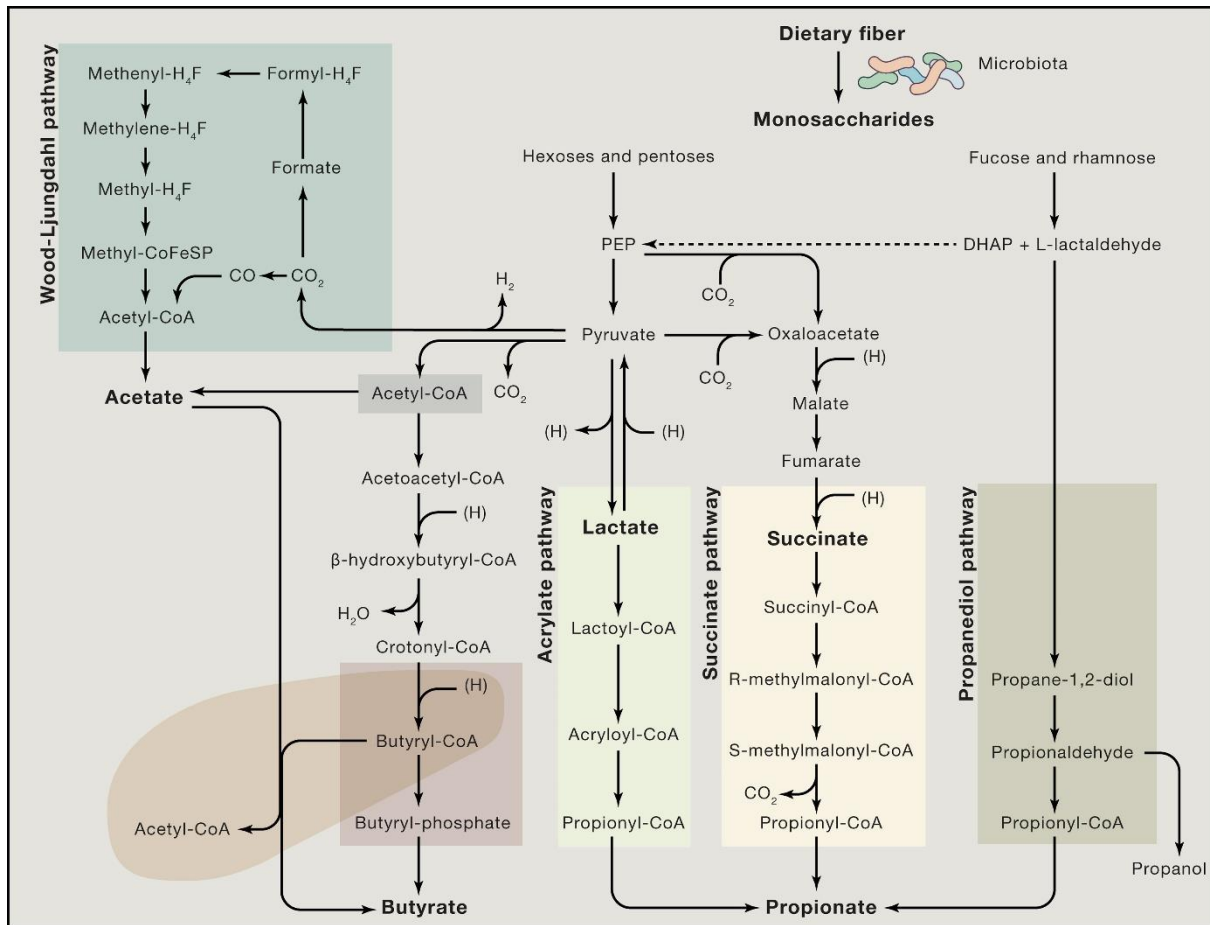 Dietary fiber
Microbiota
Monosaccharides
Wood-Ljungdahl pathway
Methenyl-H₄F
Formyl-H₄F
Methylene-H₄F
Formate
Methyl-H₄F
Methyl-CoFeSP
CO
CO₂
Acetyl-CoA
Acetate
Hexoses and pentoses
Fucose and rhamnose
PEP
DHAP + L-lactaldehyde
H₂
CO₂
Pyruvate
Oxaloacetate
CO₂
CO₂
(H)
Acetyl-CoA
Malate
(H)
(H)
Fumarate
Acetoacetyl-CoA
(H)
(H)
β-hydroxybutyryl-CoA
H₂O
Crotonyl-CoA
(H)
Butyryl-CoA
Acetyl-CoA
Butyryl-phosphate
Butyrate
Acrylate pathway
Lactate
Lactoyl-CoA
Acryloyl-CoA
Propionyl-CoA
Succinate pathway
Succinate
Succinyl-CoA
R-methylmalonyl-CoA
S-methylmalonyl-CoA
CO₂
Propionyl-CoA
Propionate
Propanediol pathway
Propane-1,2-diol
Propionaldehyde
Propionyl-CoA
Propanol